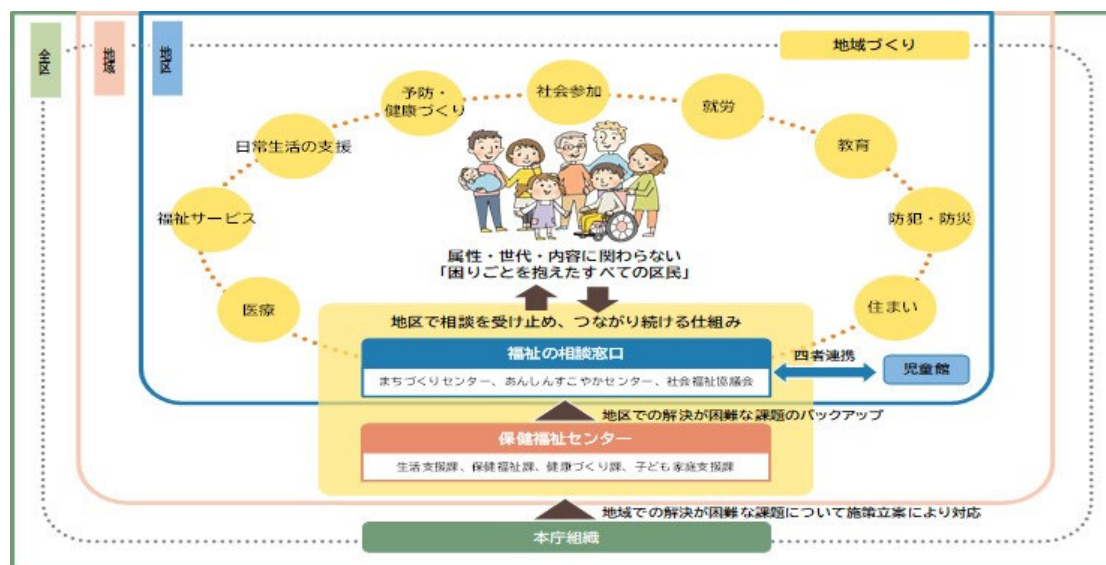 全区
地域
地区
地域づくり
予防・
健康づくり
社会参加
就労
日常生活の支援
教育
福祉サービス
防犯・防災
医療
住まい
属性・世代・内容に関わらない
「困りごとを抱えたすべての区民」
地区で相談を受け止め、つながり続ける仕組み
福祉の相談窓口
まちづくりセンター、あんしんすこやかセンター、社会福祉協議会
四者連携
児童館
地区での解決が困難な課題のバックアップ
保健福祉センター
生活支援課、保健福祉課、健康づくり課、子ども家庭支援課
地域での解決が困難な課題について施策立案により対応
本庁組織